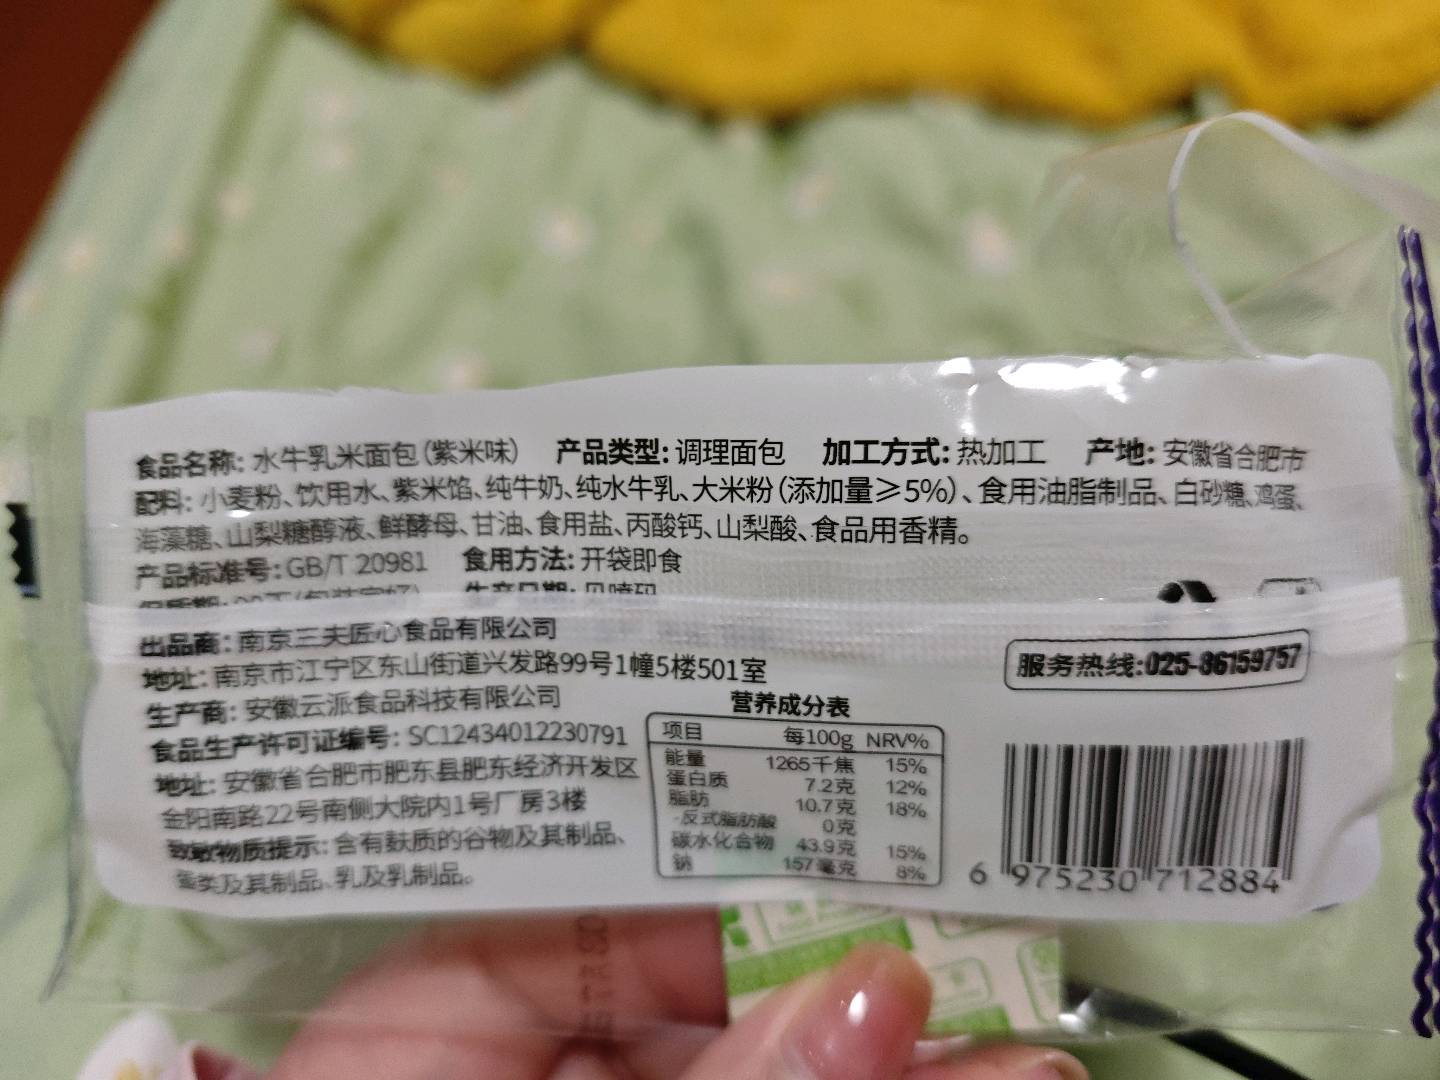 食品名称: 水牛乳米面包(紫米味) 产品类型: 调理面包 加工方式: 热加工 产地: 安徽省合肥市
配料: 小麦粉、饮用水、紫米馅、纯牛奶、纯水牛乳、大米粉(添加量≥5%)、食用油脂制品、白砂糖、鸡蛋、
海藻糖、山梨糖醇液、鲜酵母、甘油、食用盐、丙酸钙、山梨酸、食品用香精。
产品标准号: GB/T 20981 食用方法: 开袋即食
生产日期: 见喷码
出品商: 南京三夫匠心食品有限公司
地址: 南京市江宁区东山街道兴发路99号1幢5楼501室
服务热线:025-86159757
生产商: 安徽云派食品科技有限公司
食品生产许可证编号: SC12434012230791
地址: 安徽省合肥市肥东县肥东经济开发区
金阳南路22号南侧大院内1号厂房3楼
致敏物质提示: 含有麸质的谷物及其制品、
蛋类及其制品、乳及乳制品。
营养成分表
项目 每100g NRV%
能量 1265千焦 15%
蛋白质 7.2克 12%
脂肪 10.7克 18%
-反式脂肪酸 0克
碳水化合物 43.9克 15%
钠 157毫克 8%
6 975230 712884